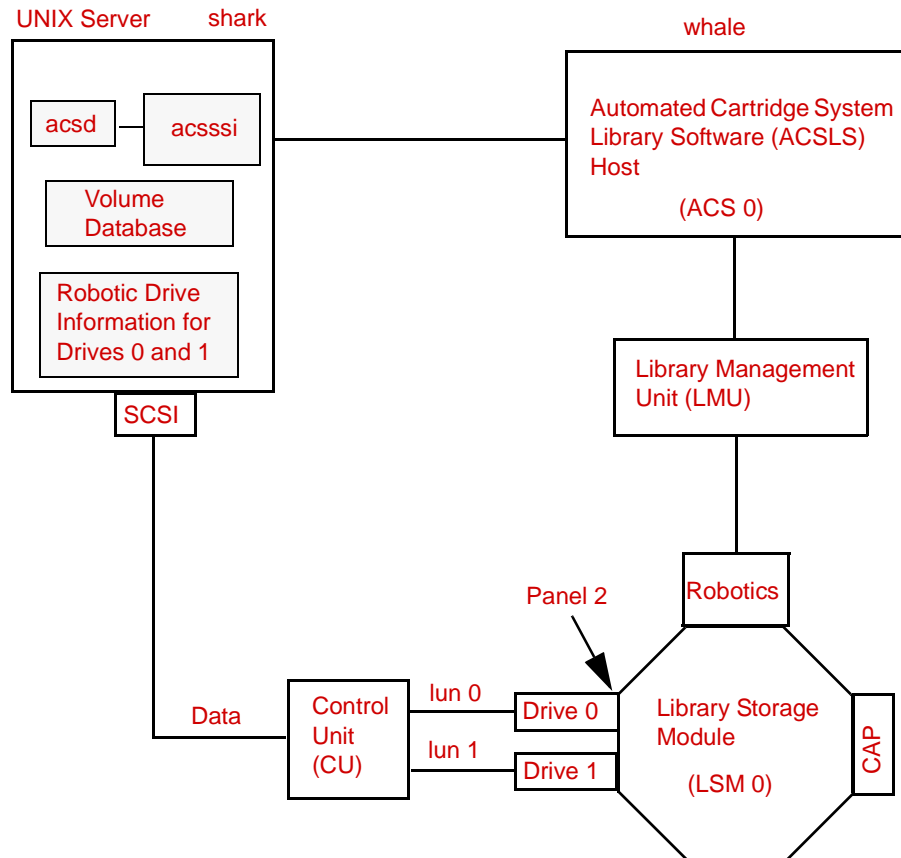 UNIX Server
shark
whale
acsd
acsssi
Automated Cartridge System
Library Software (ACSLS)
Host
(ACS 0)
Volume
Database
Robotic Drive
Information for
Drives 0 and 1
Library Management
Unit (LMU)
SCSI
Robotics
Panel 2
Data
Control
Unit
(CU)
lun 0
lun 1
Drive 0
Drive 1
Library Storage
Module
(LSM 0)
CAP